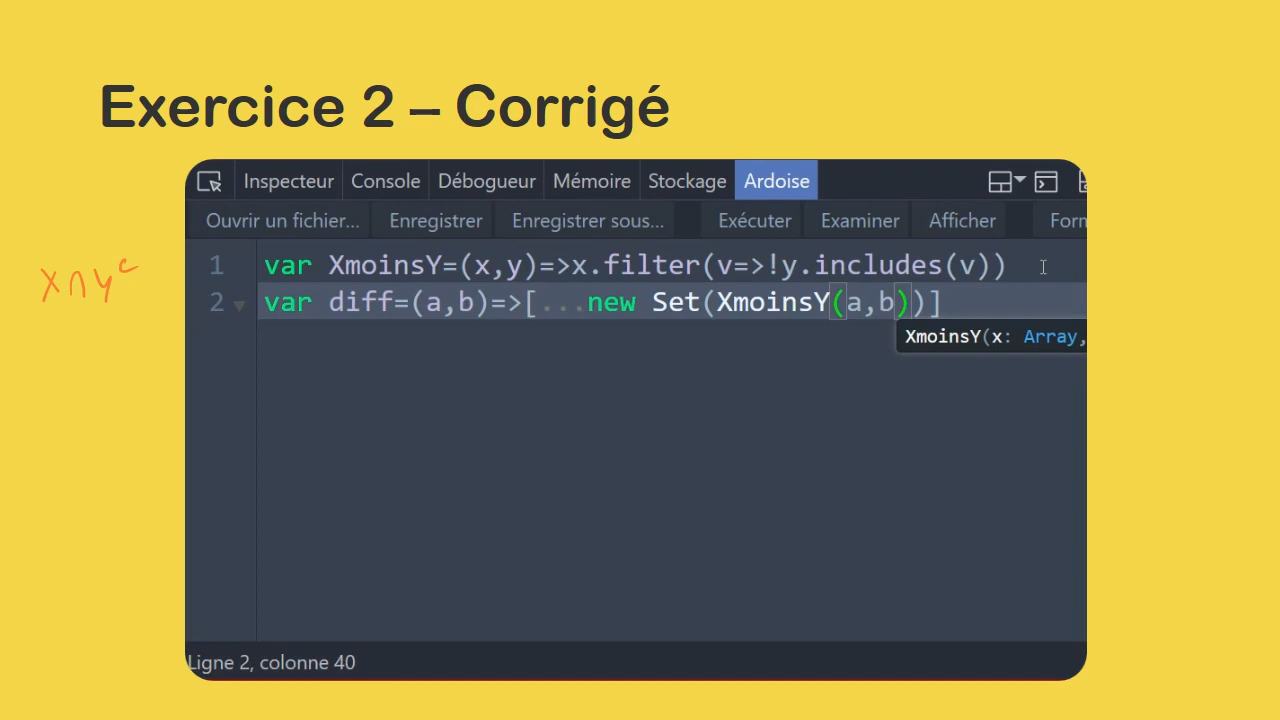 Exercice 2 – Corrigé
Inspecteur Console Débogueur Mémoire Stockage Ardoise
Ouvrir un fichier... Enregistrer Enregistrer sous... Exécuter Examiner Afficher Form
X∩Yᶜ
1 var XmoinsY=(x,y)=>x.filter(v=>!y.includes(v))
2 var diff=(a,b)=>[...new Set(XmoinsY(a,b))]
XmoinsY(x: Array,
Ligne 2, colonne 40